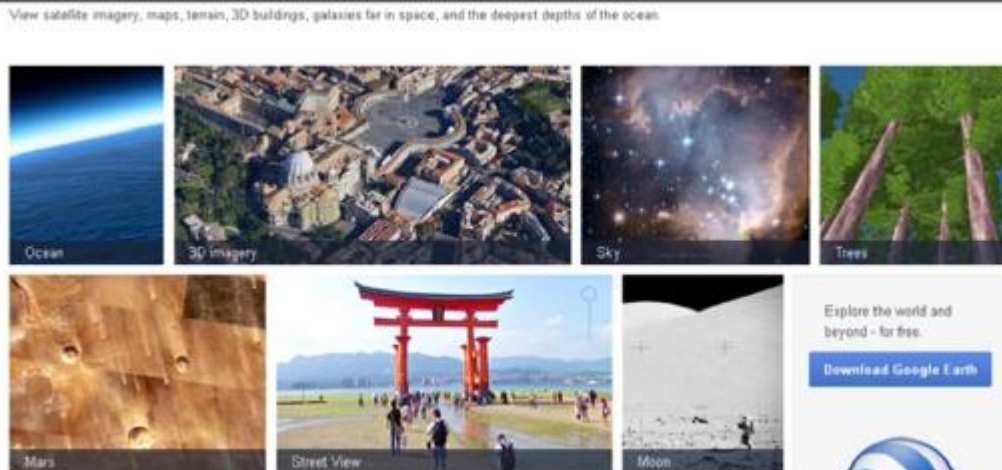 View satellite imagery, maps, terrain, 3D buildings, galaxies far in space, and the deepest depths of the ocean.
Ocean
3D imagery
Sky
Trees
Mars
Street View
Moon
Explore the world and
beyond - for free.
Download Google Earth